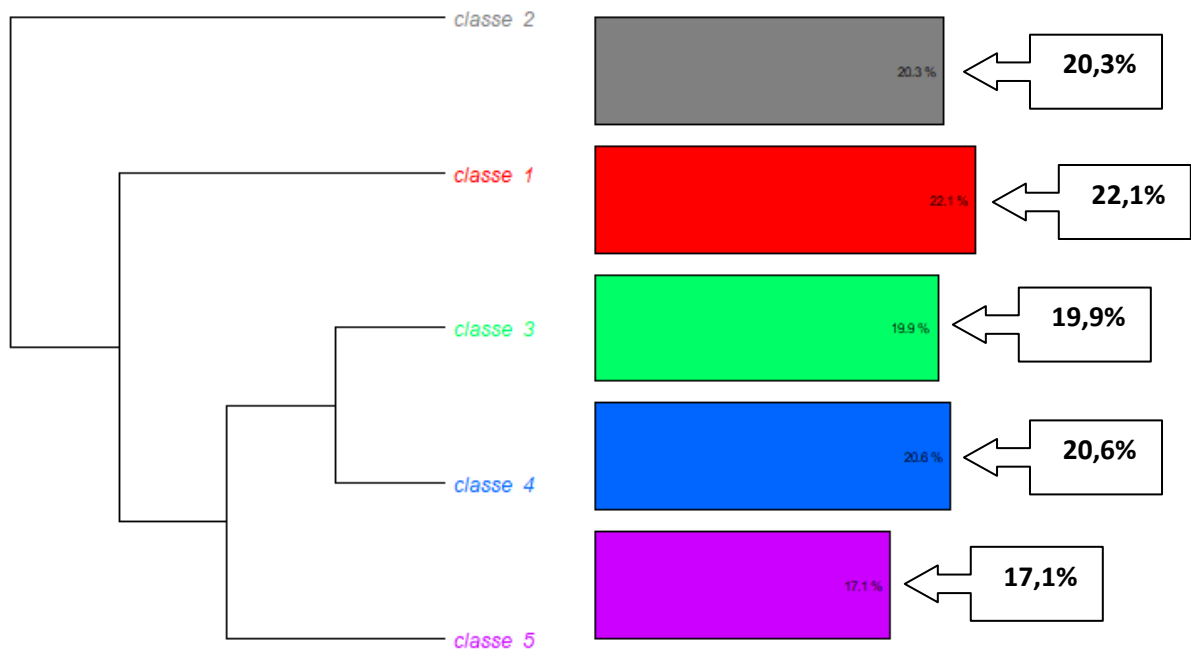 classe 2
20.3 %
20,3%
classe 1
22.1 %
22,1%
classe 3
19.9 %
19,9%
classe 4
20.6 %
20,6%
classe 5
17.1 %
17,1%